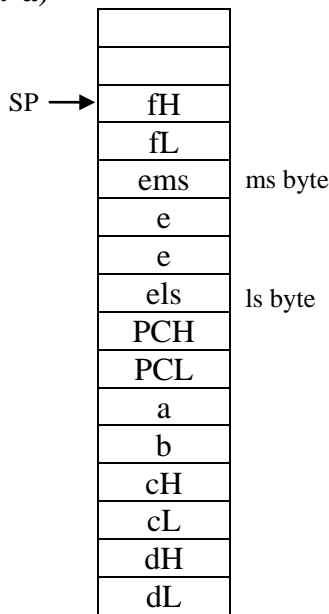 SP fH
fL
ems ms byte
e
e
els ls byte
PCH
PCL
a
b
cH
cL
dH
dL